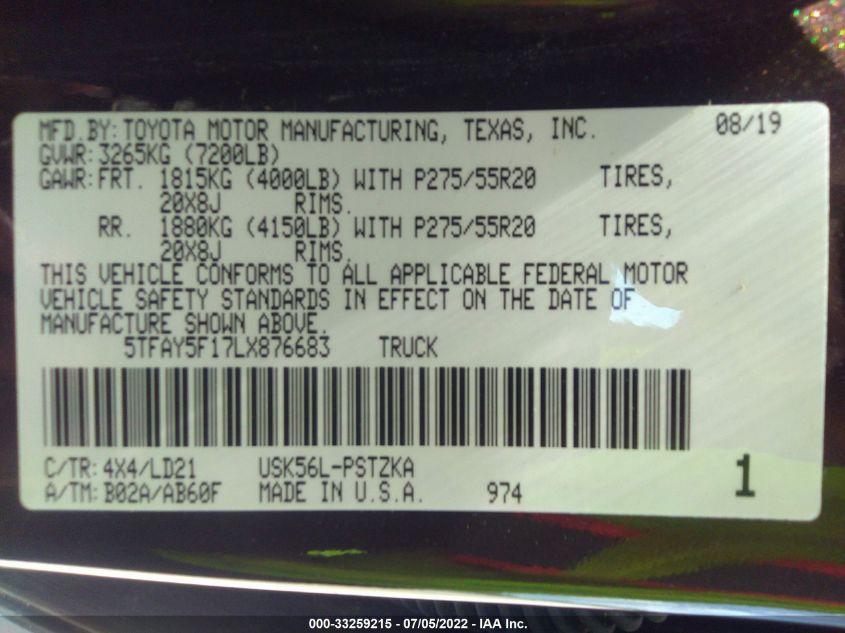 MFD.BY: TOYOTA MOTOR MANUFACTURING, TEXAS, INC. 08/19
GVWR: 3265KG (7200LB)
GAWR: FRT. 1815KG (4000LB) WITH P275/55R20 TIRES,
20X8J RIMS.
RR. 1880KG (4150LB) WITH P275/55R20 TIRES,
20X8J RIMS.
THIS VEHICLE CONFORMS TO ALL APPLICABLE FEDERAL MOTOR
VEHICLE SAFETY STANDARDS IN EFFECT ON THE DATE OF
MANUFACTURE SHOWN ABOVE.
5TFAY5F17LX876683 TRUCK
C/TR: 4X4/LD21 USK56L-PSTZKA
A/TM: B02A/AB60F MADE IN U.S.A. 974 1
000-33259215 - 07/05/2022 - IAA Inc.